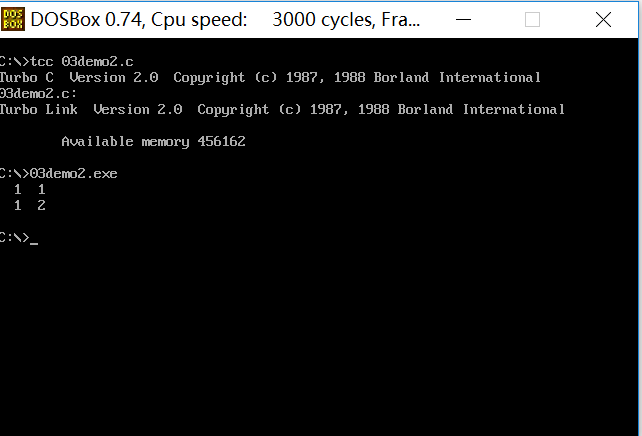 DOS BOX DOSBox 0.74, Cpu speed: 3000 cycles, Fra...
C:\>tcc 03demo2.c
Turbo C Version 2.0 Copyright (c) 1987, 1988 Borland International
03demo2.c:
Turbo Link Version 2.0 Copyright (c) 1987, 1988 Borland International
Available memory 456162
C:\>03demo2.exe
1 1
1 2
C:\>_